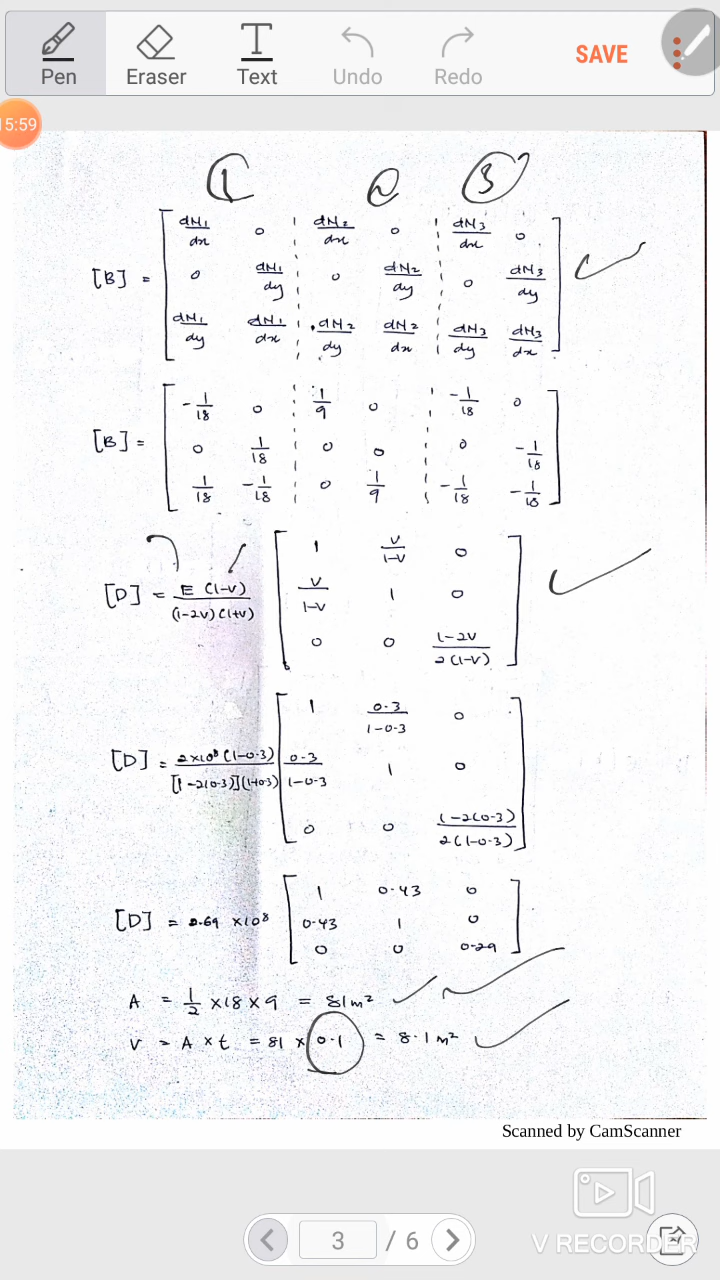 Pen Eraser Text Undo Redo SAVE
15:59
1 2 3
[B] = [ dN1/dx 0 dN2/dx 0 dN3/dx 0
0 dN1/dy 0 dN2/dy 0 dN3/dy
dN1/dy dN1/dx dN2/dy dN2/dx dN3/dy dN3/dx ]
[B] = [ -1/18 0 1/9 0 -1/18 0
0 1/18 0 0 0 -1/18
1/18 -1/18 0 1/9 -1/18 -1/18 ]
[D] = E (1-v) / (1-2v)(1+v) [ 1 v/1-v 0
v/1-v 1 0
0 0 1-2v/2(1-v) ]
[D] = 2×10⁸ (1-0.3) / [1-2(0.3)](1+0.3) [ 1 0.3/1-0.3 0
0.3/1-0.3 1 0
0 0 1-2(0.3)/2(1-0.3) ]
[D] = 2.69 ×10⁸ [ 1 0.43 0
0.43 1 0
0 0 0.29 ]
A = 1/2 × 18 × 9 = 81m²
V = A × t = 81 × 0.1 = 8.1 m²
Scanned by CamScanner
3 / 6
V RECORDER